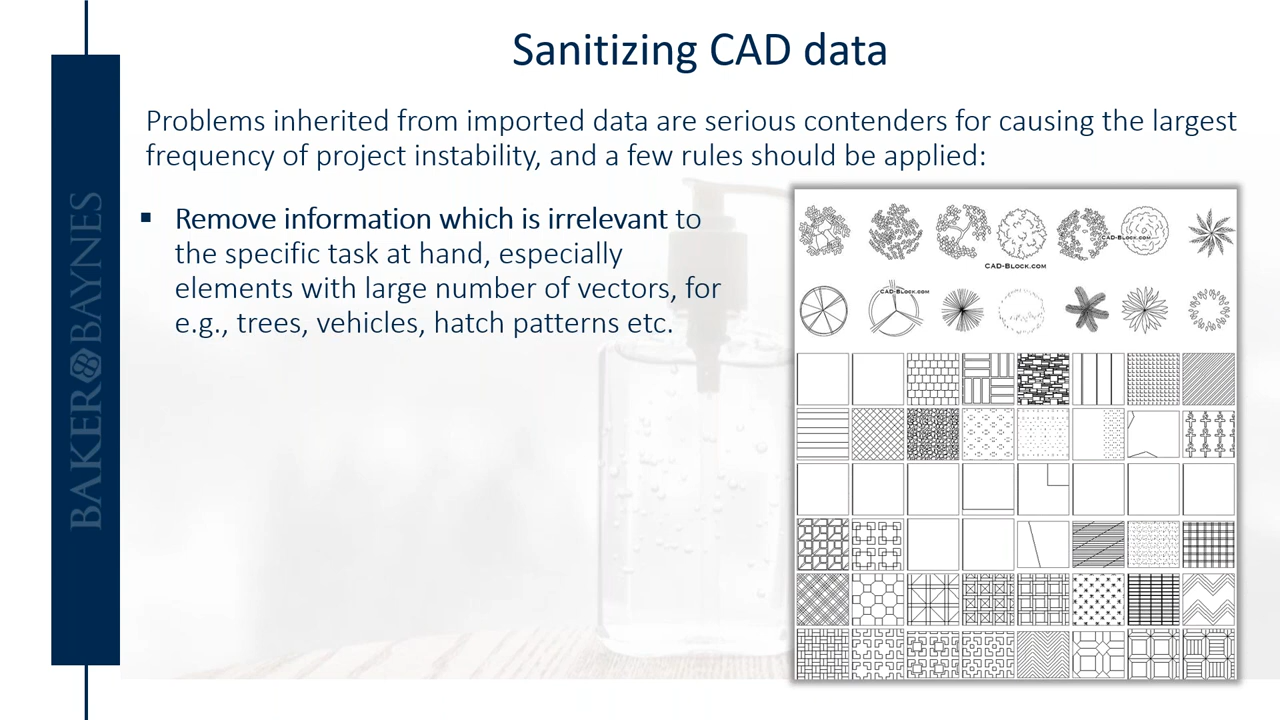 Sanitizing CAD data
Problems inherited from imported data are serious contenders for causing the largest
frequency of project instability, and a few rules should be applied:
▪ Remove information which is irrelevant to
the specific task at hand, especially
elements with large number of vectors, for
e.g., trees, vehicles, hatch patterns etc.
BAKER BAYNES
CAD-Block.com
CAD-Block.com
CAD-Block.com